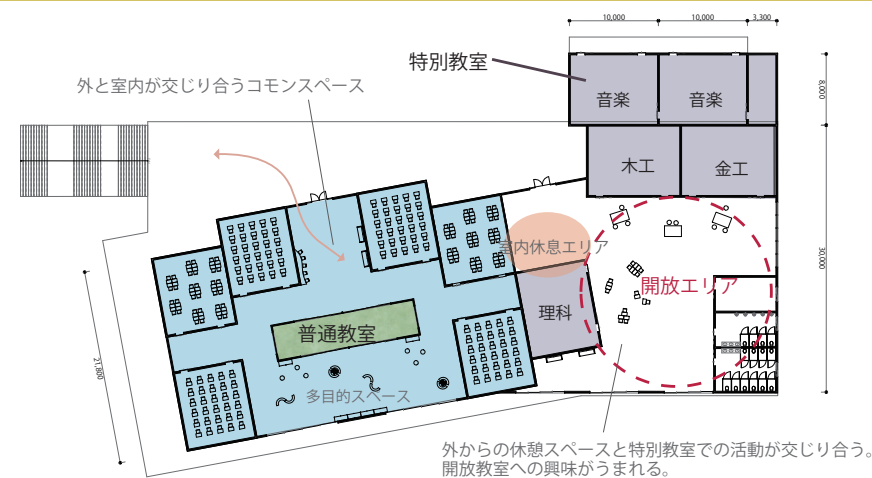 10,000
10,000
3,300
特別教室
外と室内が交じり合うコモンスペース
音楽
音楽
8,000
木工
金工
室内休息エリア
30,000
開放エリア
理科
普通教室
21,800
多目的スペース
外からの休憩スペースと特別教室での活動が交じり合う。
開放教室への興味がうまれる。